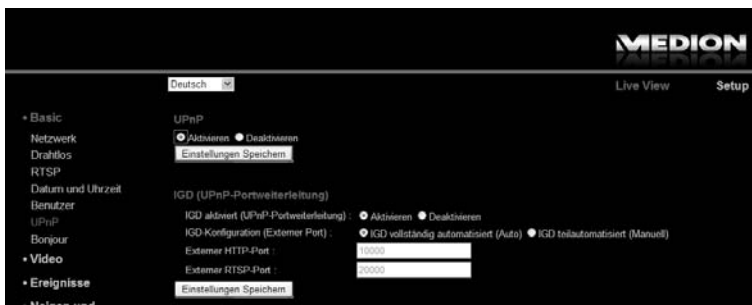 MEDION
Deutsch
Live View Setup
• Basic
Netzwerk
Drahtlos
RTSP
Datum und Uhrzeit
Benutzer
UPnP
Bonjour
• Video
• Ereignisse
• Neigen und
UPnP
Aktivieren Deaktivieren
Einstellungen Speichern
IGD (UPnP-Portweiterleitung)
IGD aktiviert (UPnP-Portweiterleitung) : Aktivieren Deaktivieren
IGD-Konfiguration (Externer Port) : IGD vollständig automatisiert (Auto) IGD teilautomatisiert (Manuell)
Externer HTTP-Port : 10000
Externer RTSP-Port : 20000
Einstellungen Speichern